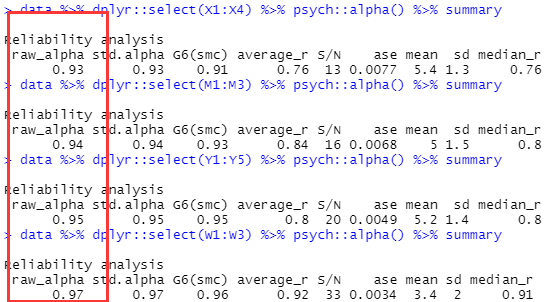 > data %>% dplyr::select(X1:X4) %>% psych::alpha() %>% summary
Reliability analysis
raw_alpha std.alpha G6(smc) average_r S/N ase mean sd median_r
0.93 0.93 0.91 0.76 13 0.0077 5.4 1.3 0.76
> data %>% dplyr::select(M1:M3) %>% psych::alpha() %>% summary
Reliability analysis
raw_alpha std.alpha G6(smc) average_r S/N ase mean sd median_r
0.94 0.94 0.93 0.84 16 0.0068 5 1.5 0.8
> data %>% dplyr::select(Y1:Y5) %>% psych::alpha() %>% summary
Reliability analysis
raw_alpha std.alpha G6(smc) average_r S/N ase mean sd median_r
0.95 0.95 0.95 0.8 20 0.0049 5.2 1.4 0.8
> data %>% dplyr::select(W1:W3) %>% psych::alpha() %>% summary
Reliability analysis
raw_alpha std.alpha G6(smc) average_r S/N ase mean sd median_r
0.97 0.97 0.96 0.92 33 0.0034 3.4 2 0.91